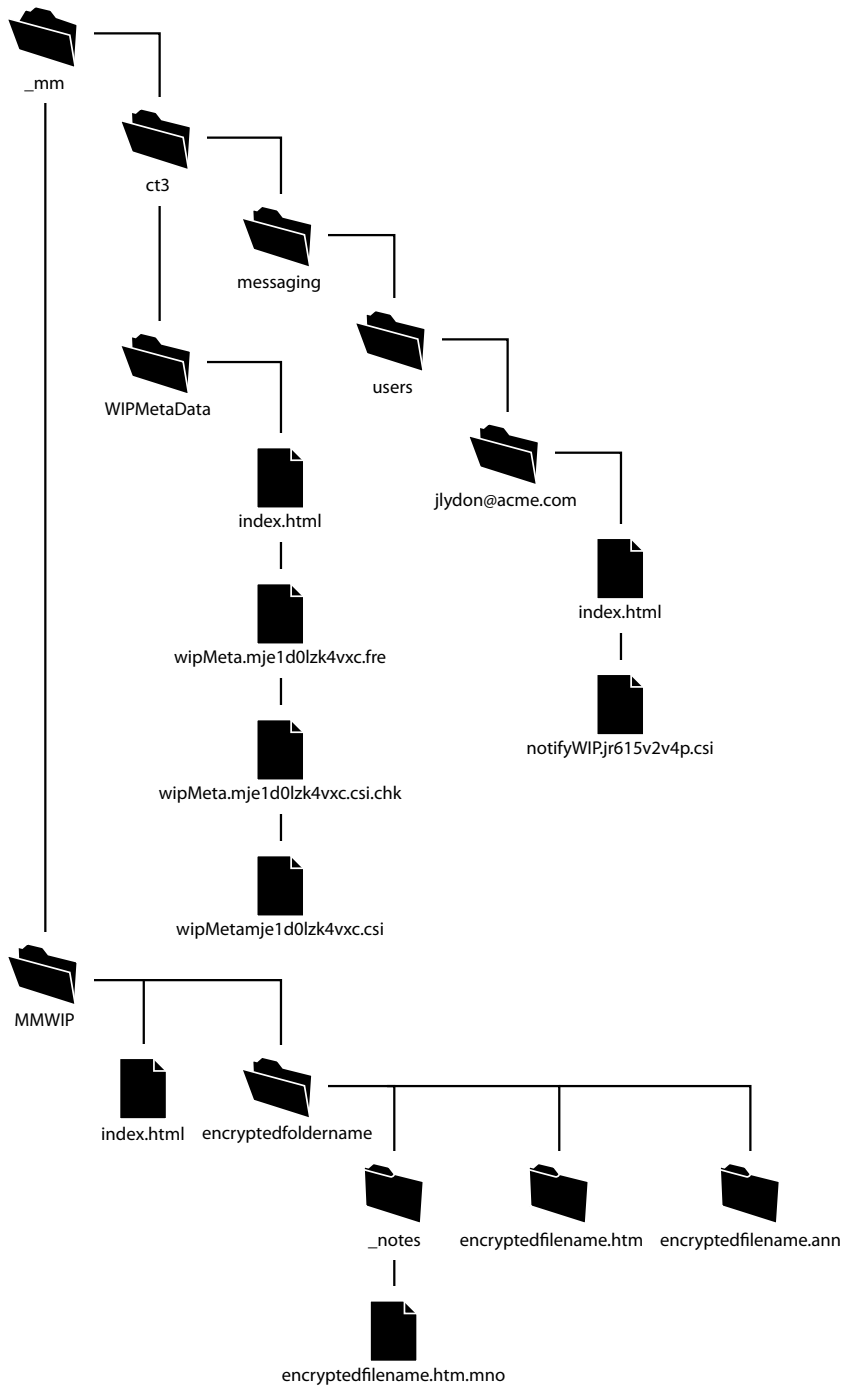 _mm
ct3
messaging
users
WIPMetaData
jlydon@acme.com
index.html
index.html
wipMeta.mje1d0lzk4vxc.fre
notifyWIP.jr615v2v4p.csi
wipMeta.mje1d0lzk4vxc.csi.chk
wipMetamje1d0lzk4vxc.csi
MMWIP
index.html
encryptedfoldername
_notes
encryptedfilename.htm
encryptedfilename.ann
encryptedfilename.htm.mno